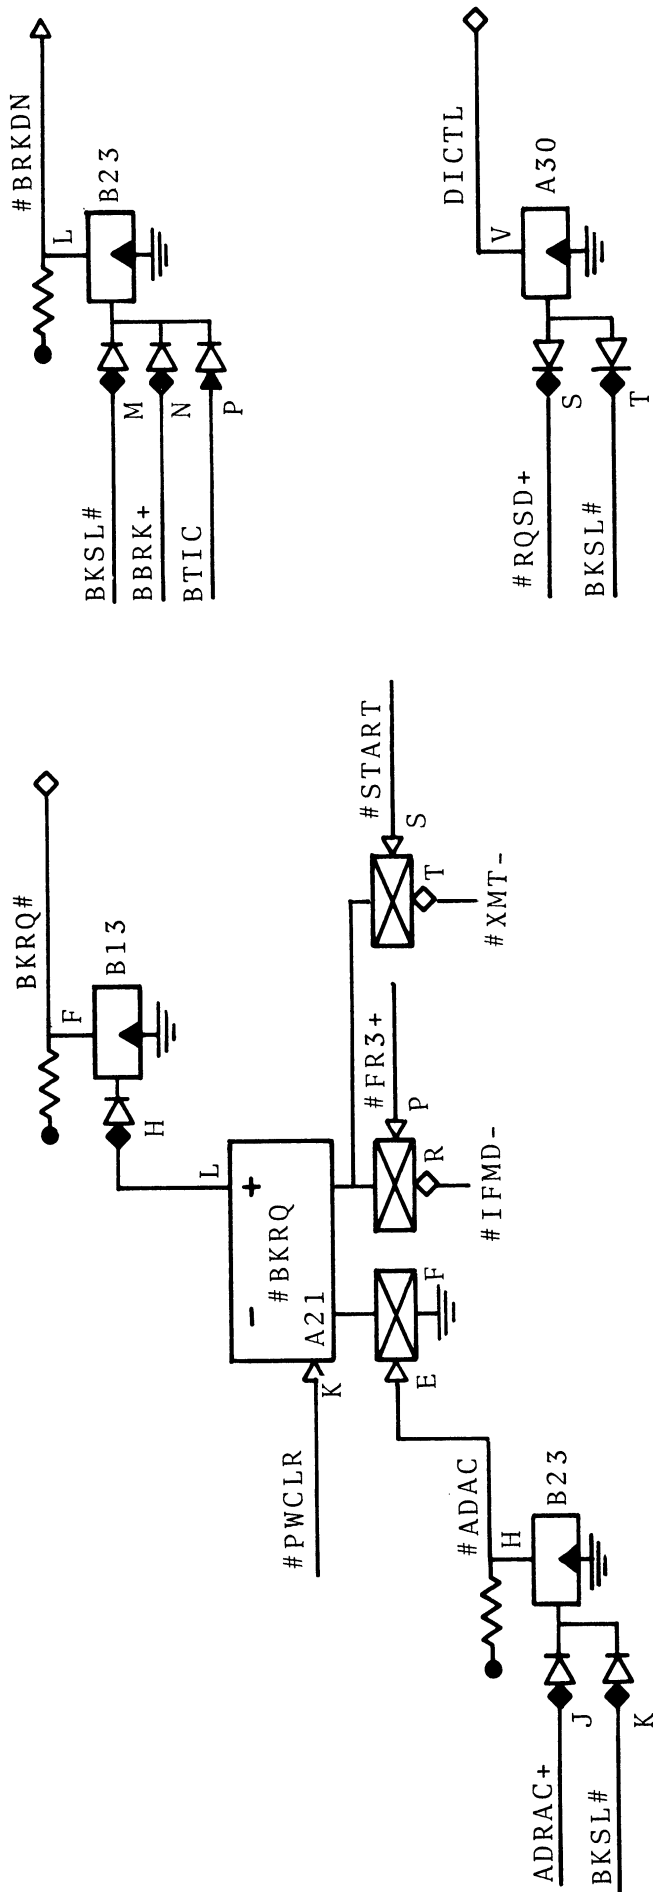 #BRKDN
L
B23
M
N
P
BKSL#
BBRK+
BTIC
DICTL
V
A30
S
T
#RQSD+
BKSL#
BKRQ#
F
B13
H
L
+
-
#BKRQ
A21
K
#PWCLR
#START
S
T
#XMT-
#FR3+
P
R
#IFMD-
F
E
#ADAC
H
B23
J
K
ADRAC+
BKSL#